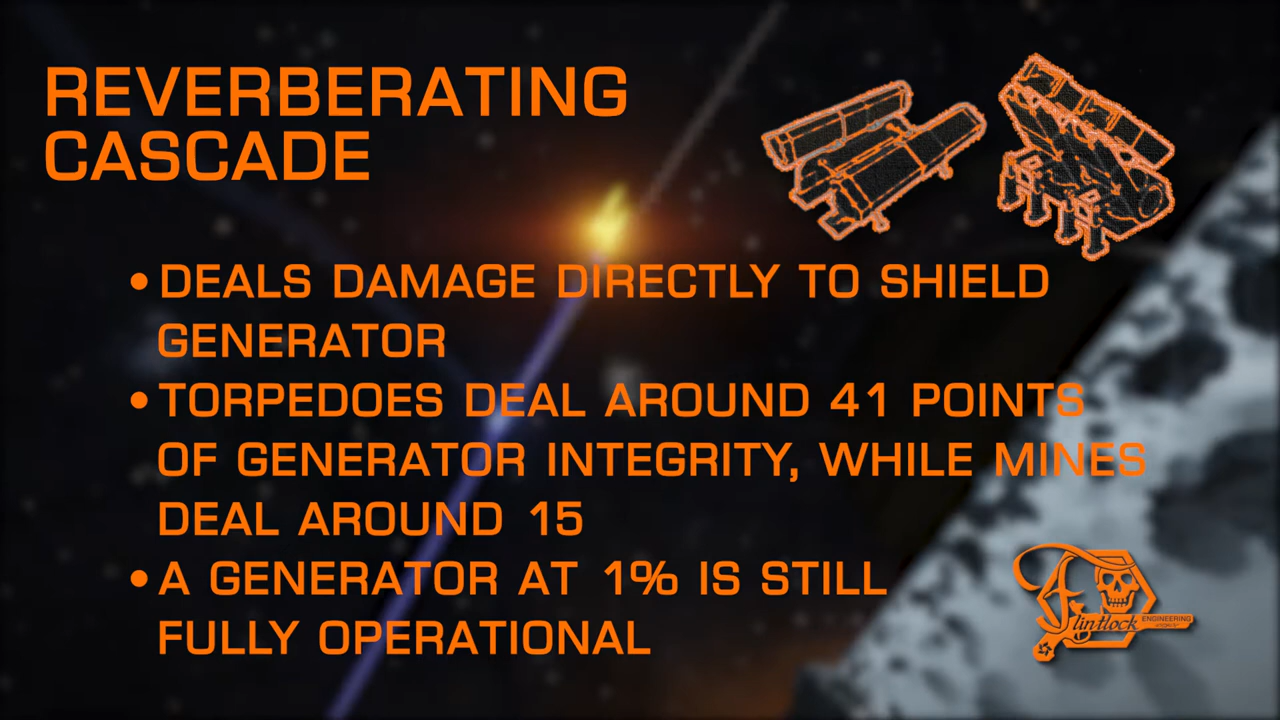 REVERBERATING
CASCADE
• DEALS DAMAGE DIRECTLY TO SHIELD
GENERATOR
• TORPEDOES DEAL AROUND 41 POINTS
OF GENERATOR INTEGRITY, WHILE MINES
DEAL AROUND 15
• A GENERATOR AT 1% IS STILL
FULLY OPERATIONAL
Flintlock
ENGINEERING